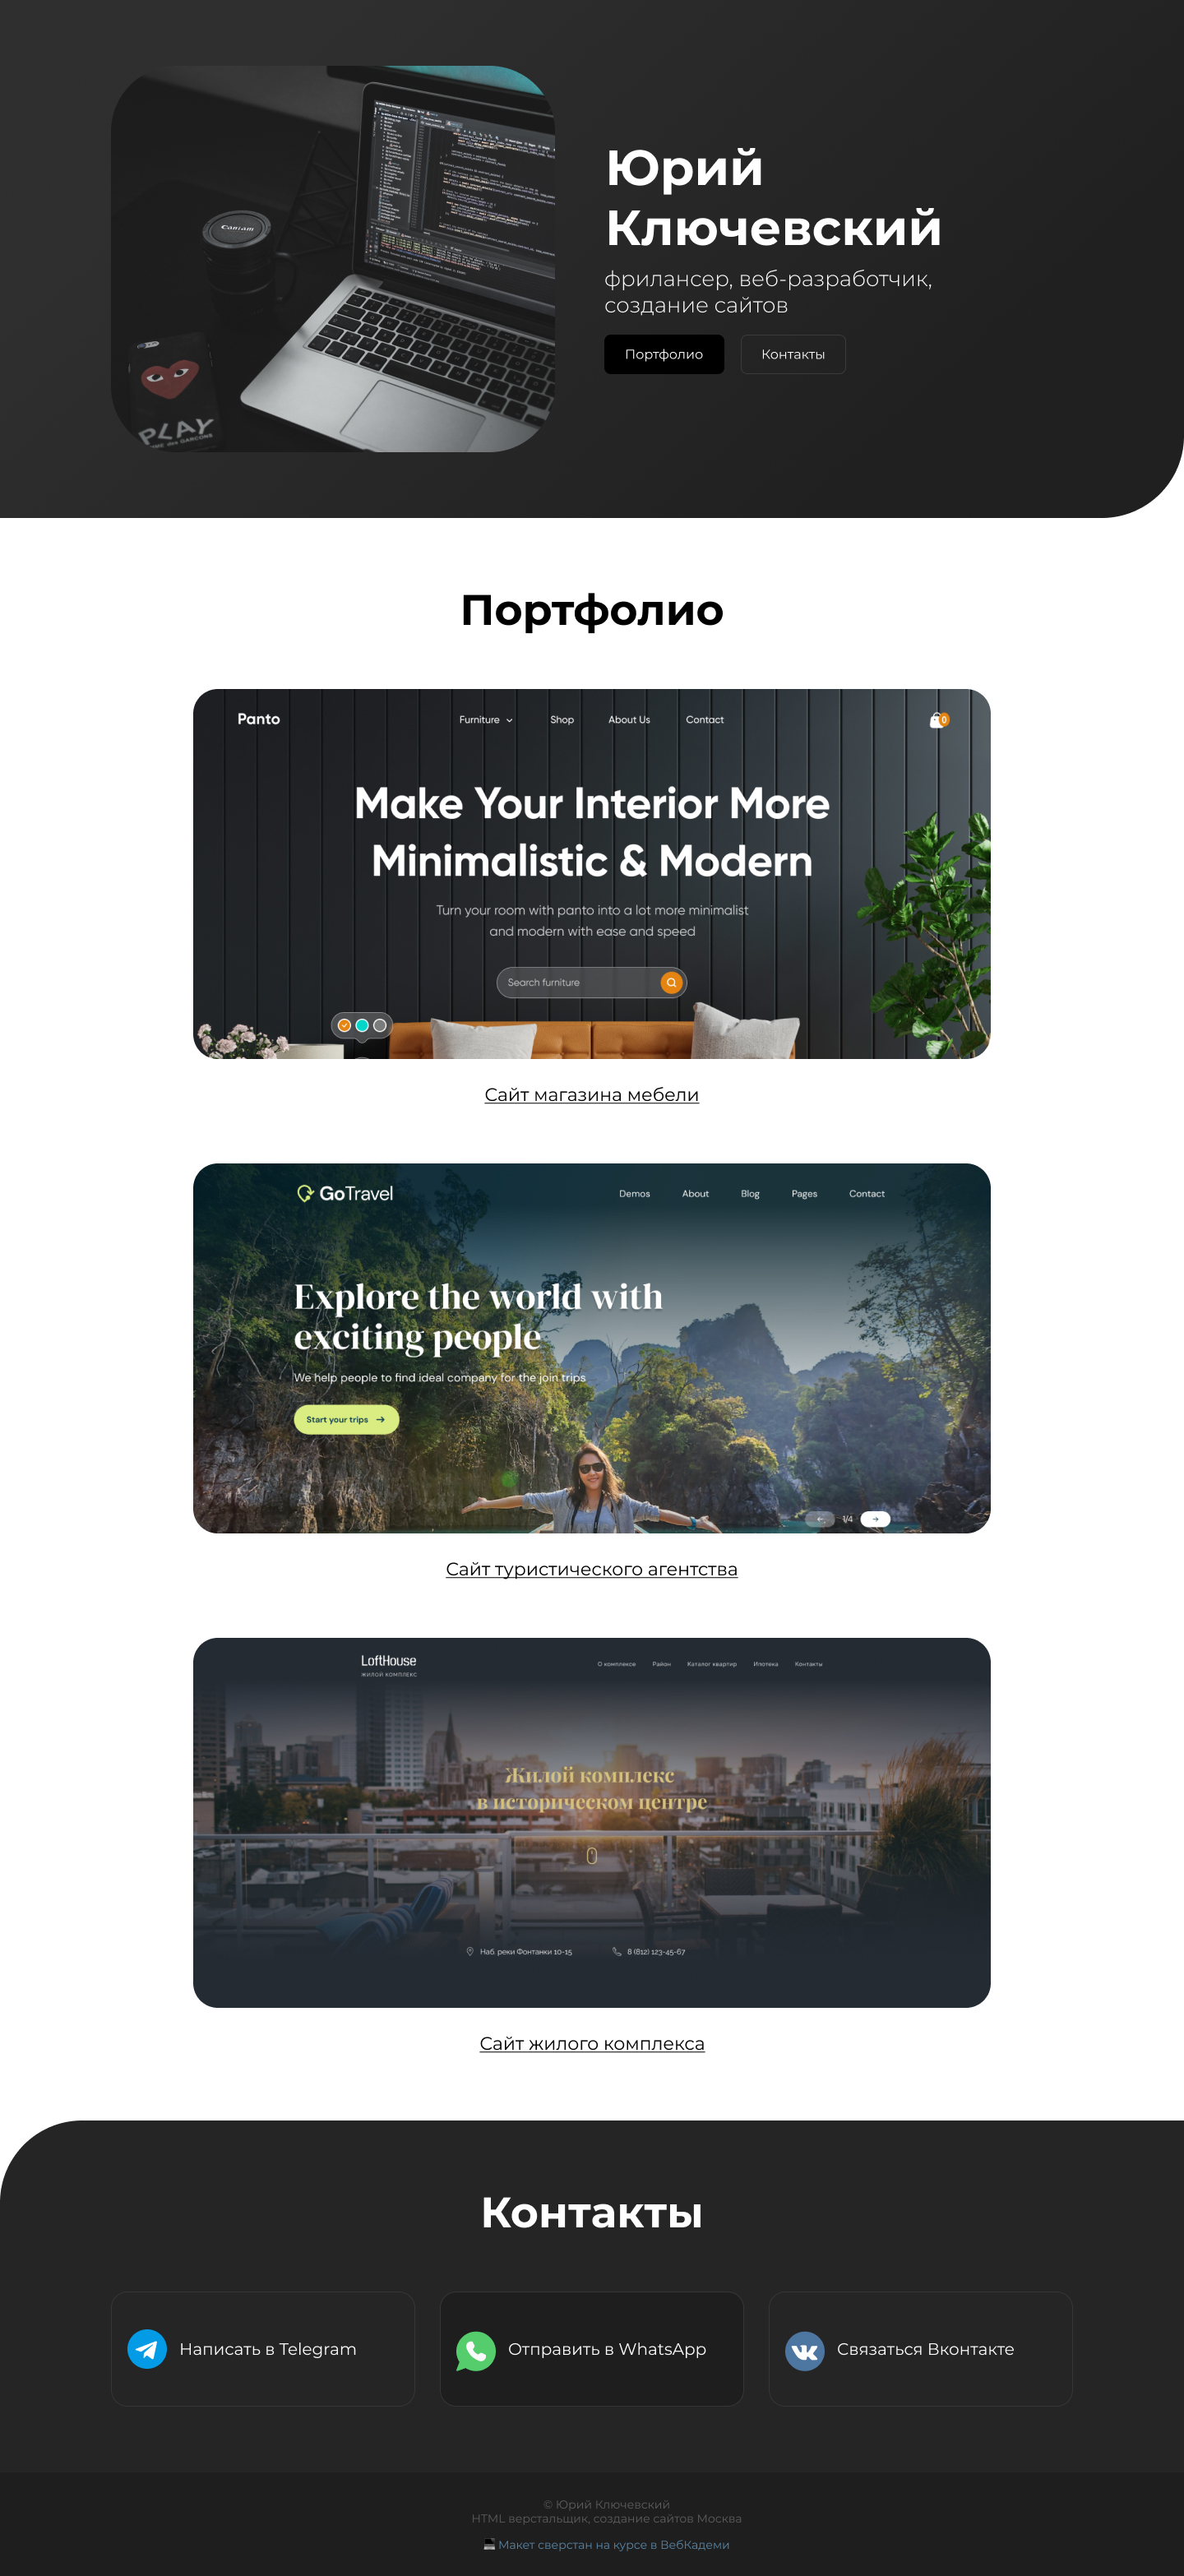 Юрий
Ключевский
фрилансер, веб-разработчик,
создание сайтов
Портфолио
Контакты
PLAY
Портфолио
Panto
Furniture
Shop
About Us
Contact
0
Make Your Interior More
Minimalistic & Modern
Turn your room with panto into a lot more minimalist
and modern with ease and speed
Search furniture
Сайт магазина мебели
GoTravel
Demos
About
Blog
Pages
Contact
Explore the world with
exciting people
We help people to find ideal company for the join trips
Start your trips
1/4
Сайт туристического агентства
LoftHouse
ЖИЛОЙ КОМПЛЕКС
О комплексе
Район
Каталог квартир
Ипотека
Контакты
Жилой комплекс
в историческом центре
Наб. реки Фонтанки 10-15
8 (812) 123-45-67
Сайт жилого комплекса
Контакты
Написать в Telegram
Отправить в WhatsApp
Связаться Вконтакте
© Юрий Ключевский
HTML верстальщик, создание сайтов Москва
Макет сверстан на курсе в ВебКадеми